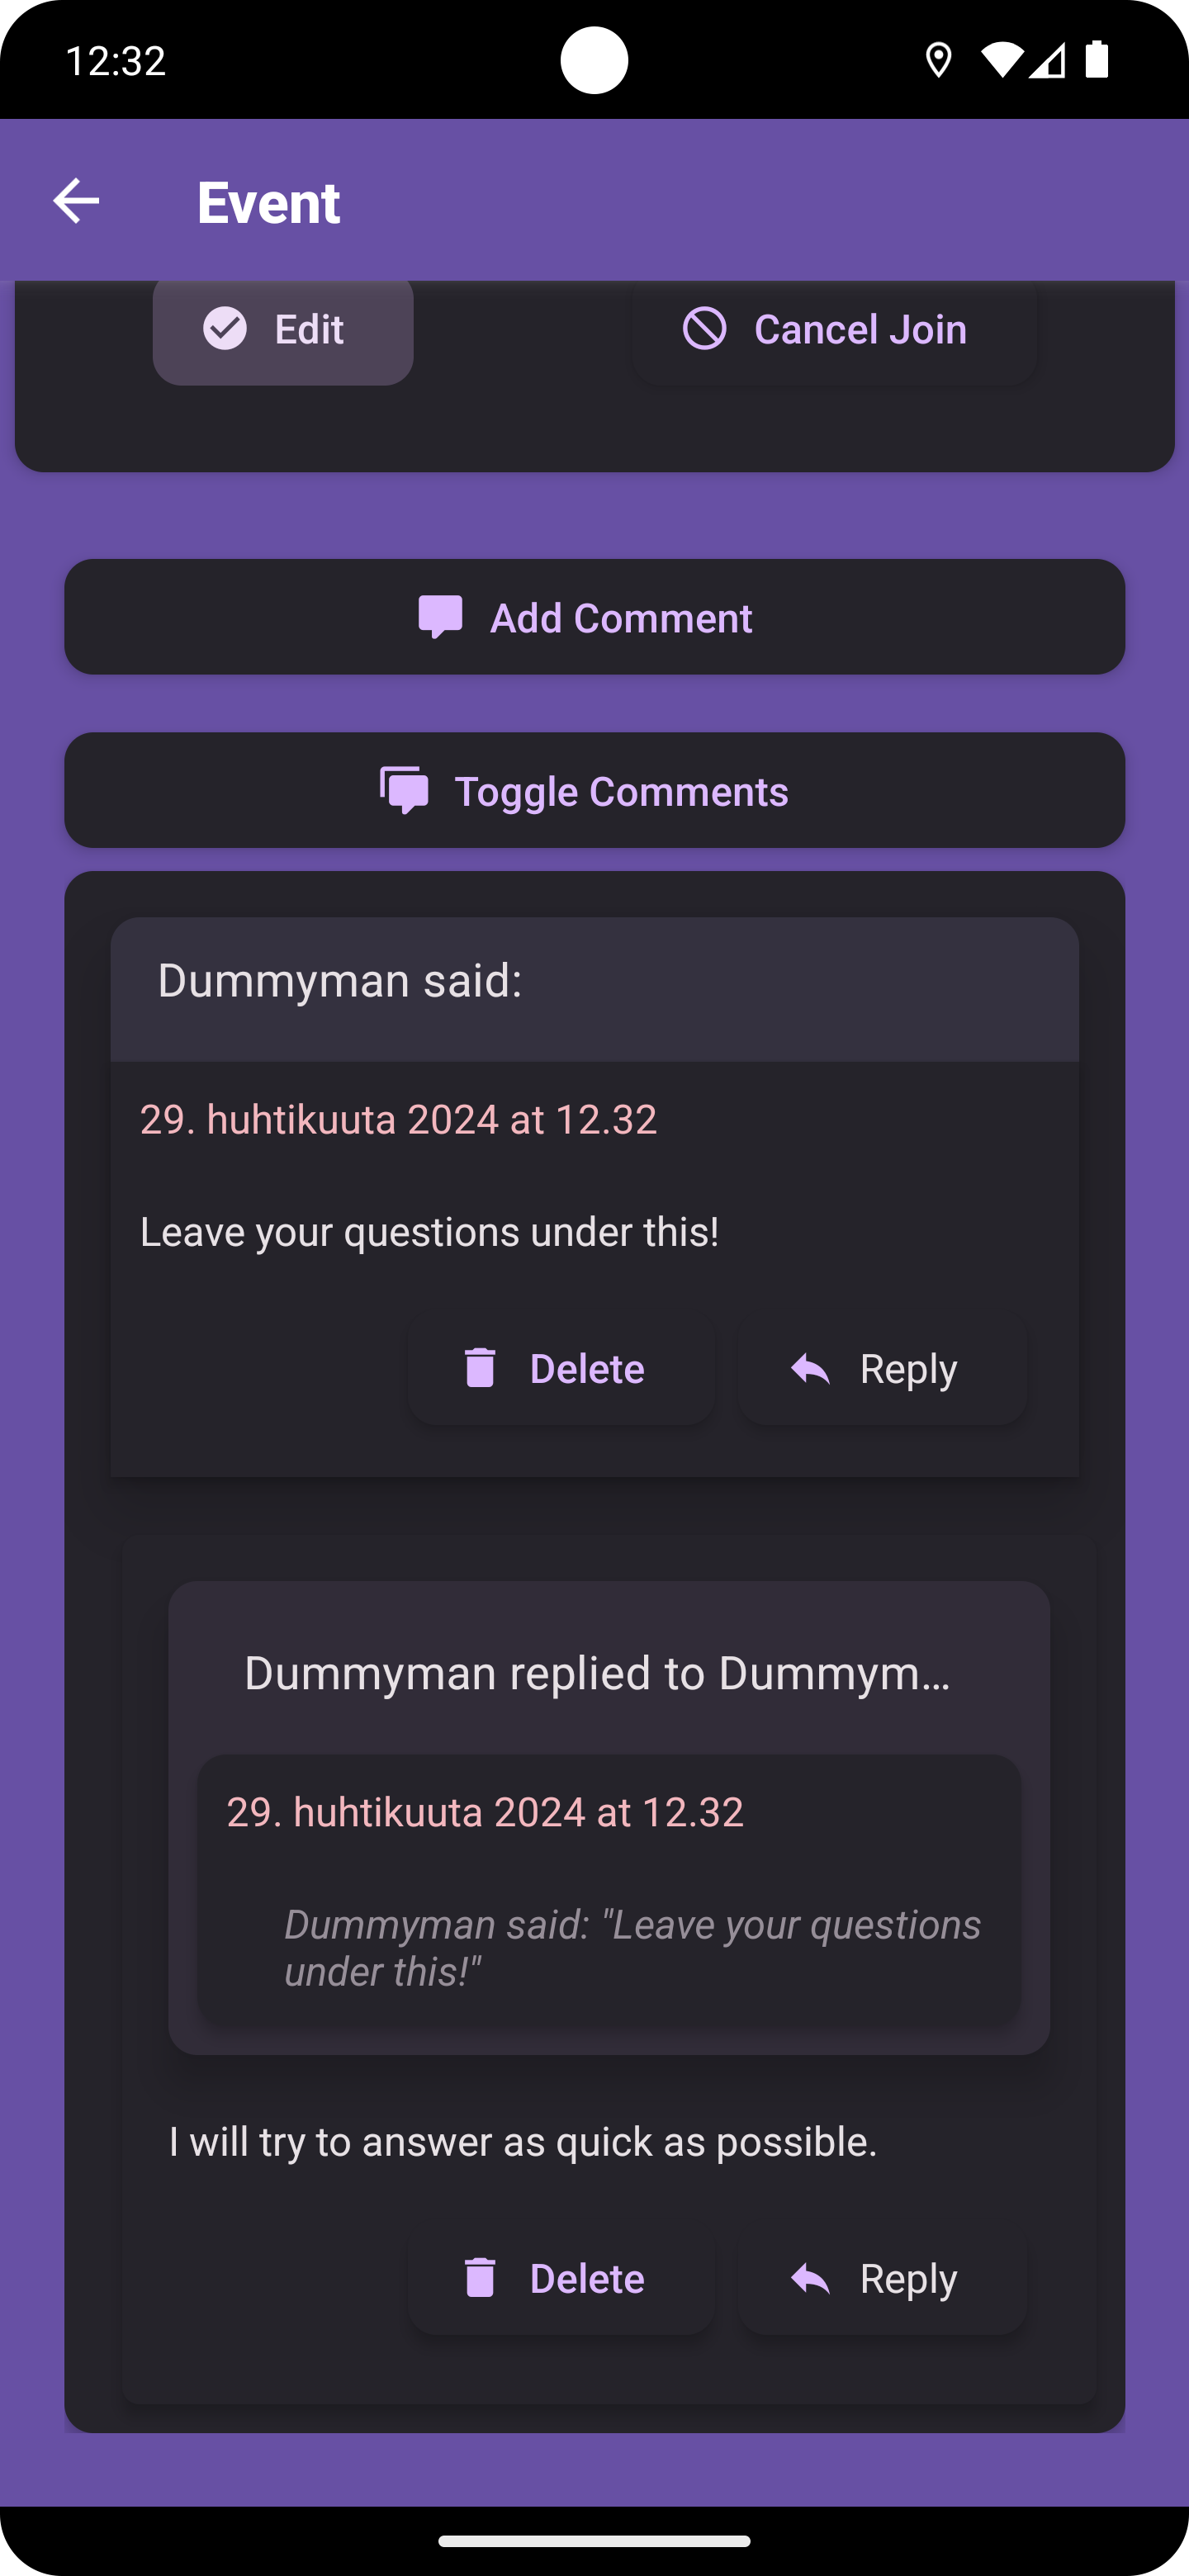 12:32
Event
Edit
Cancel Join
Add Comment
Toggle Comments
Dummyman said:
29. huhtikuuta 2024 at 12.32
Leave your questions under this!
Delete
Reply
Dummyman replied to Dummym...
29. huhtikuuta 2024 at 12.32
Dummyman said: "Leave your questions
under this!"
I will try to answer as quick as possible.
Delete
Reply